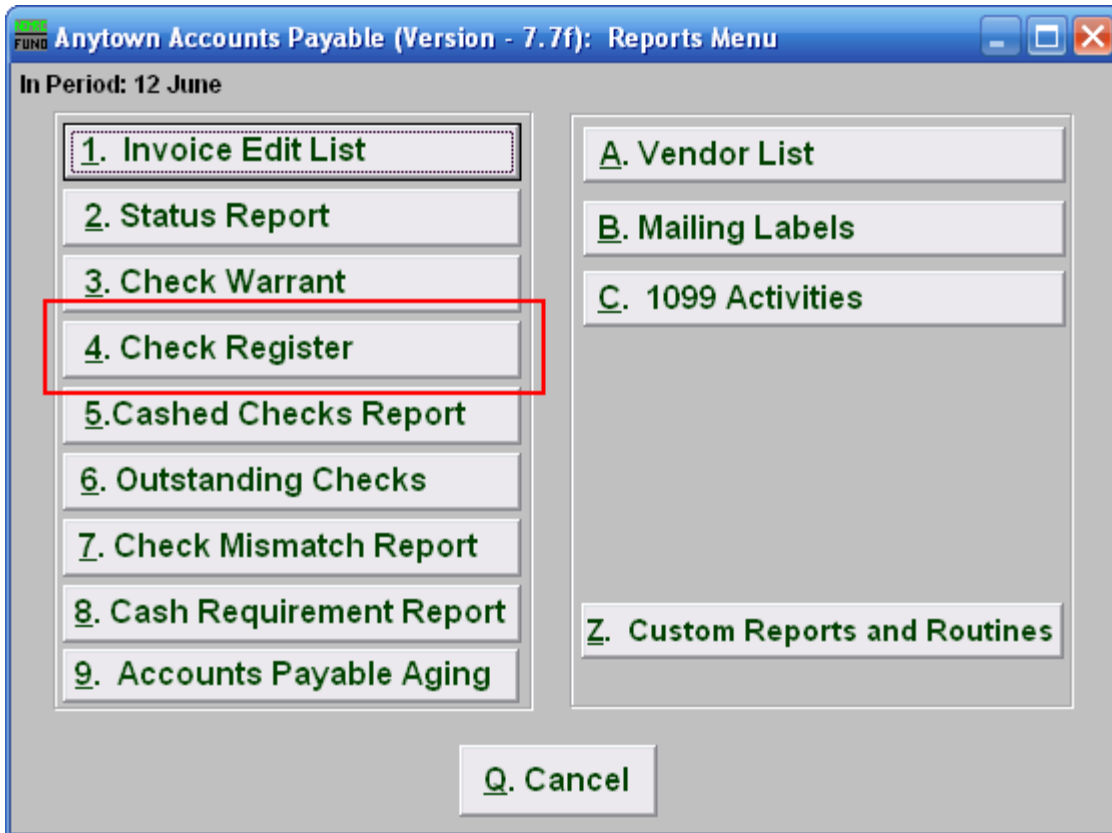 NEMRC
FUND
Anytown Accounts Payable (Version - 7.7f): Reports Menu
In Period: 12 June
1. Invoice Edit List
2. Status Report
3. Check Warrant
4. Check Register
5.Cashed Checks Report
6. Outstanding Checks
7. Check Mismatch Report
8. Cash Requirement Report
9. Accounts Payable Aging
A. Vendor List
B. Mailing Labels
C. 1099 Activities
Z. Custom Reports and Routines
Q. Cancel